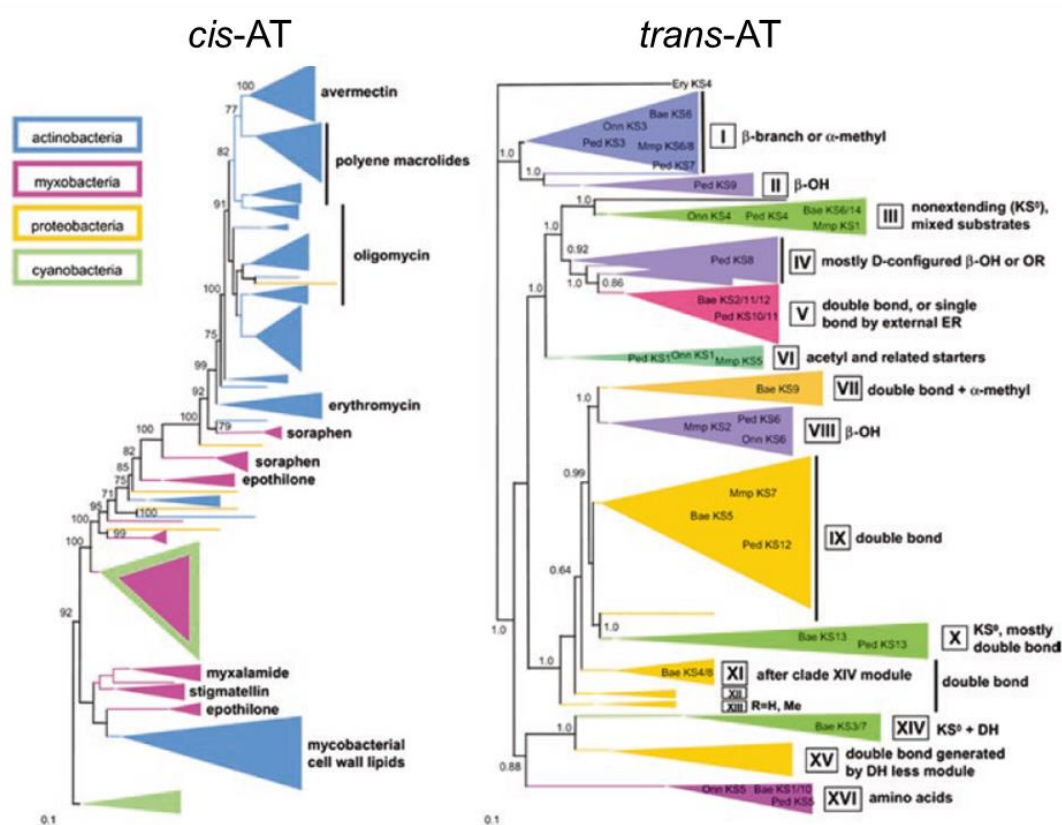 cis-AT
actinobacteria
myxobacteria
proteobacteria
cyanobacteria
100
avermectin
77
polyene macrolides
82
91
oligomycin
100
75
99
92
erythromycin
100
79
soraphen
100
82
soraphen
85
75
epothilone
71
100
95
99
100
92
myxalamide
stigmatellin
epothilone
mycobacterial
cell wall lipids
0.1
trans-AT
Ery KS4
Bae KS6
Onn KS3
Ped KS3
Mmp KS6/8
Ped KS7
I β-branch or α-methyl
1.0
1.0
Ped KS9
II β-OH
1.0
1.0
Onn KS4 Ped KS4 Bae KS6/14
Mmp KS1
III nonextending (KS⁰),
mixed substrates
0.92
Ped KS8
IV mostly D-configured β-OH or OR
1.0
1.0
0.86
Bae KS2/11/12
Ped KS10/11
V double bond, or single
bond by external ER
Ped KS1 Onn KS1 Mmp KS5
VI acetyl and related starters
1.0
Bae KS9
VII double bond + α-methyl
Mmp KS2
Ped KS6
Onn KS6
VIII β-OH
0.99
Mmp KS7
Bae KS5
Ped KS12
IX double bond
0.64
1.0
1.0
Bae KS13
Ped KS13
X KS⁰, mostly
double bond
1.0
Bae KS4/8
XI after clade XIV module
XII
XIII R=H, Me
double bond
1.0
Bae KS3/7
XIV KS⁰ + DH
0.88
XV double bond generated
by DH less module
Onn KS5 Bae KS1/10
Ped KS5
XVI amino acids
0.1